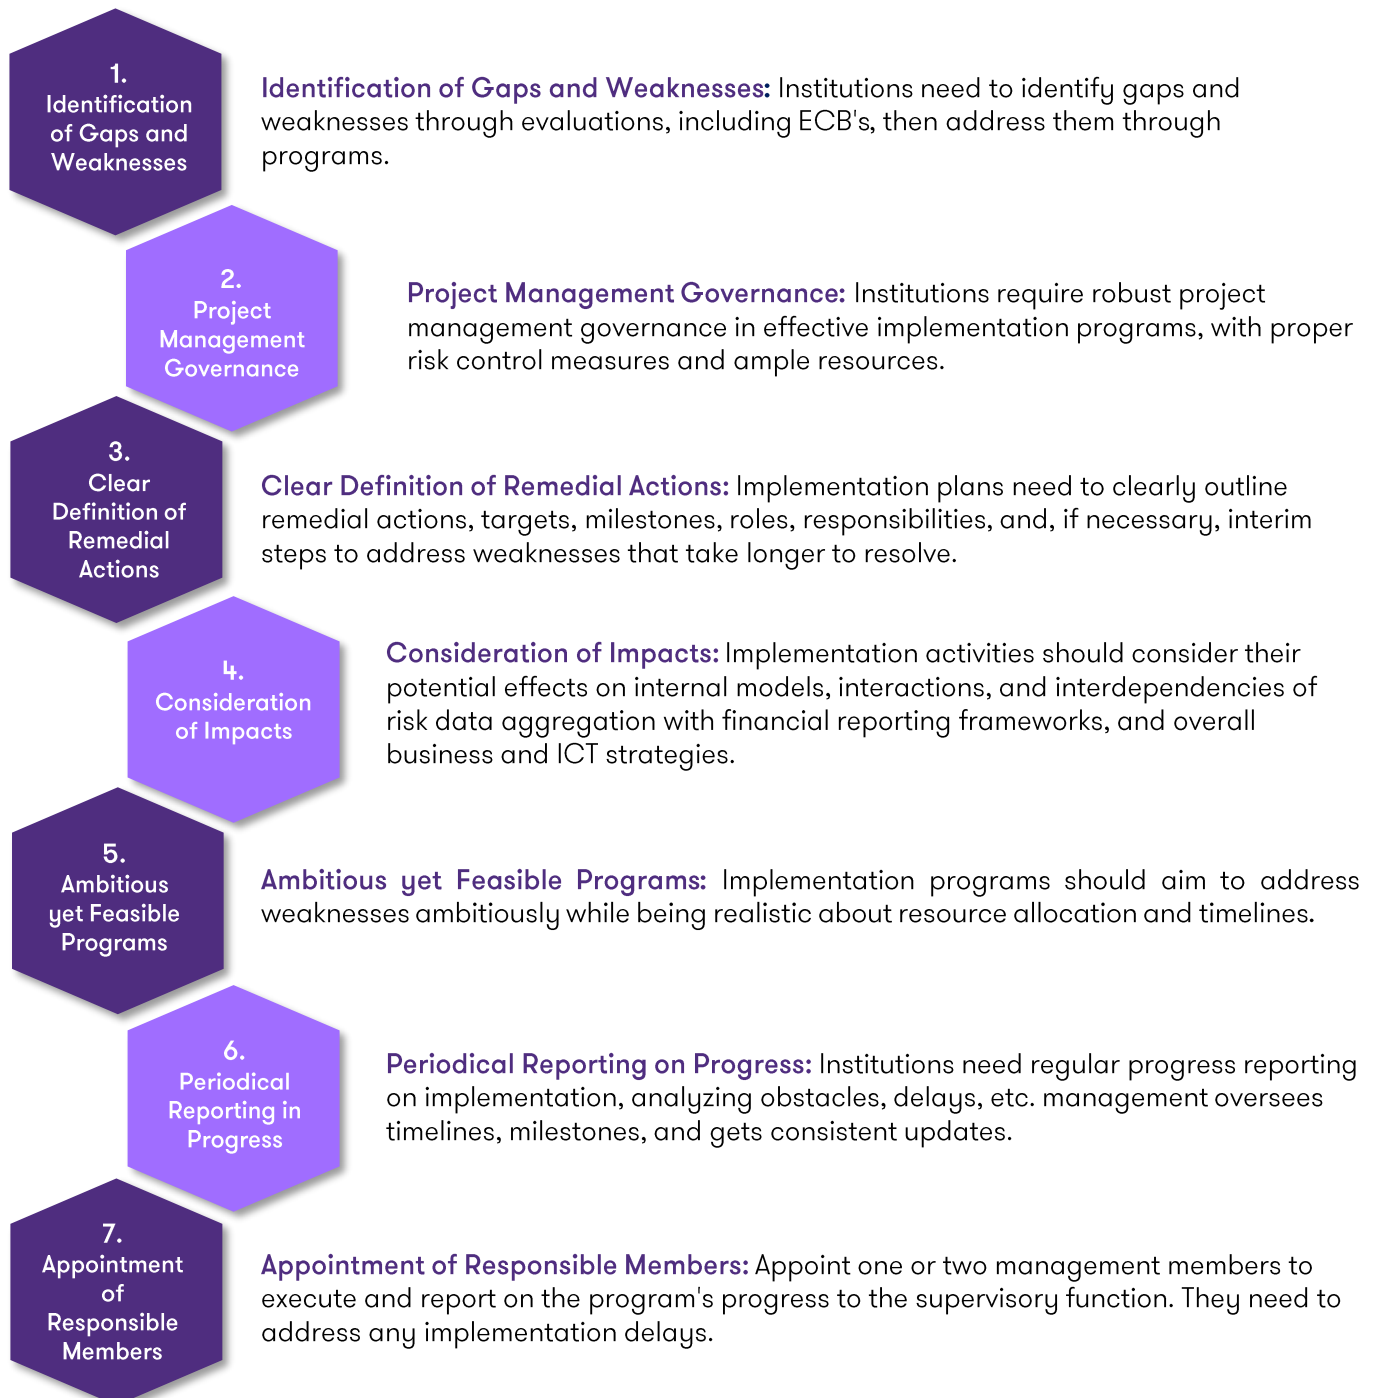 1.
Identification
of Gaps and
Weaknesses
Identification of Gaps and Weaknesses: Institutions need to identify gaps and
weaknesses through evaluations, including ECB's, then address them through
programs.
2.
Project
Management
Governance
Project Management Governance: Institutions require robust project
management governance in effective implementation programs, with proper
risk control measures and ample resources.
3.
Clear
Definition of
Remedial
Actions
Clear Definition of Remedial Actions: Implementation plans need to clearly outline
remedial actions, targets, milestones, roles, responsibilities, and, if necessary, interim
steps to address weaknesses that take longer to resolve.
4.
Consideration
of Impacts
Consideration of Impacts: Implementation activities should consider their
potential effects on internal models, interactions, and interdependencies of
risk data aggregation with financial reporting frameworks, and overall
business and ICT strategies.
5.
Ambitious
yet Feasible
Programs
Ambitious yet Feasible Programs: Implementation programs should aim to address
weaknesses ambitiously while being realistic about resource allocation and timelines.
6.
Periodical
Reporting in
Progress
Periodical Reporting on Progress: Institutions need regular progress reporting
on implementation, analyzing obstacles, delays, etc. management oversees
timelines, milestones, and gets consistent updates.
7.
Appointment
of
Responsible
Members
Appointment of Responsible Members: Appoint one or two management members to
execute and report on the program's progress to the supervisory function. They need to
address any implementation delays.